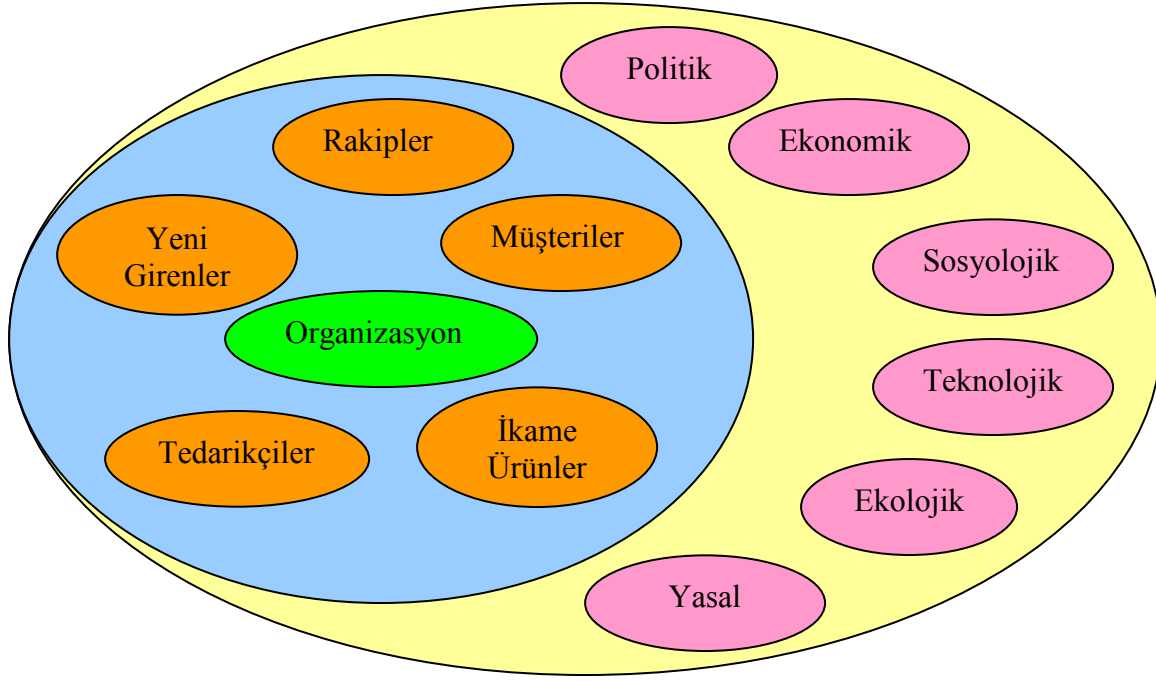 Politik
Rakipler
Ekonomik
Yeni
Girenler
Müşteriler
Sosyolojik
Organizasyon
Teknolojik
Tedarikçiler
İkame
Ürünler
Ekolojik
Yasal